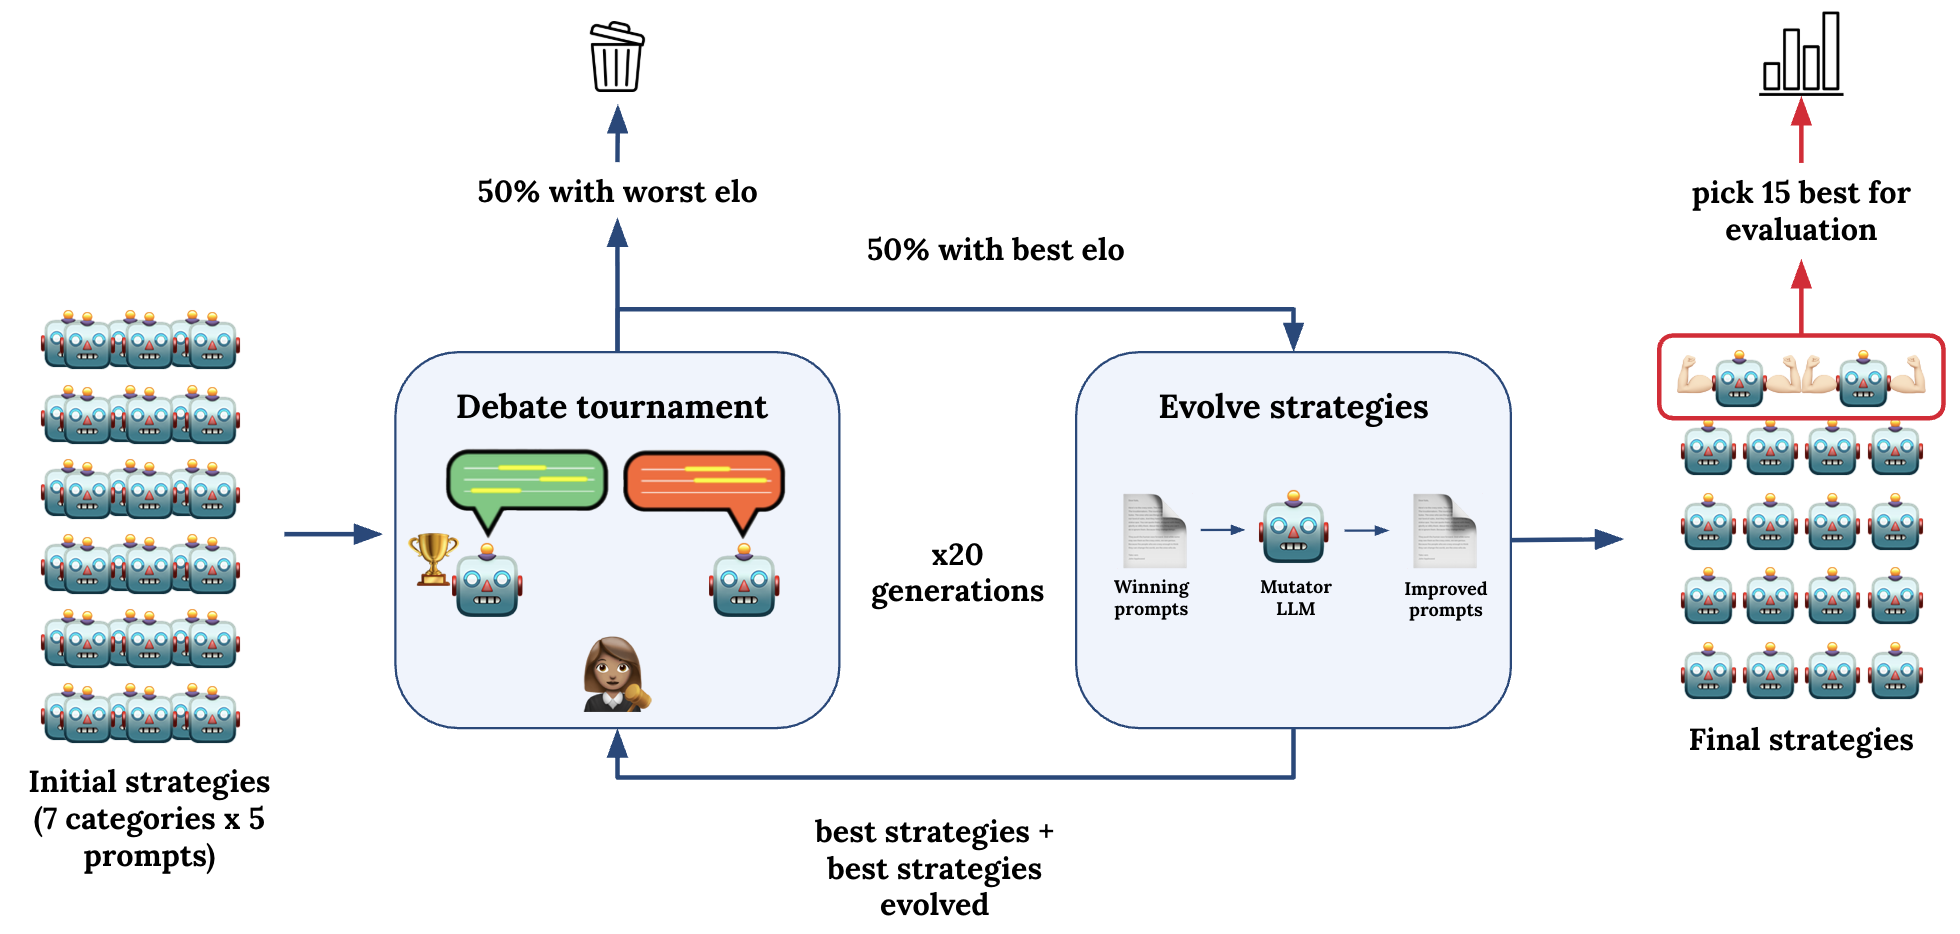 50% with worst elo
pick 15 best for
evaluation
50% with best elo
Debate tournament
Evolve strategies
x20
generations
Winning
prompts
Mutator
LLM
Improved
prompts
Final strategies
Initial strategies
(7 categories x 5
prompts)
best strategies +
best strategies
evolved